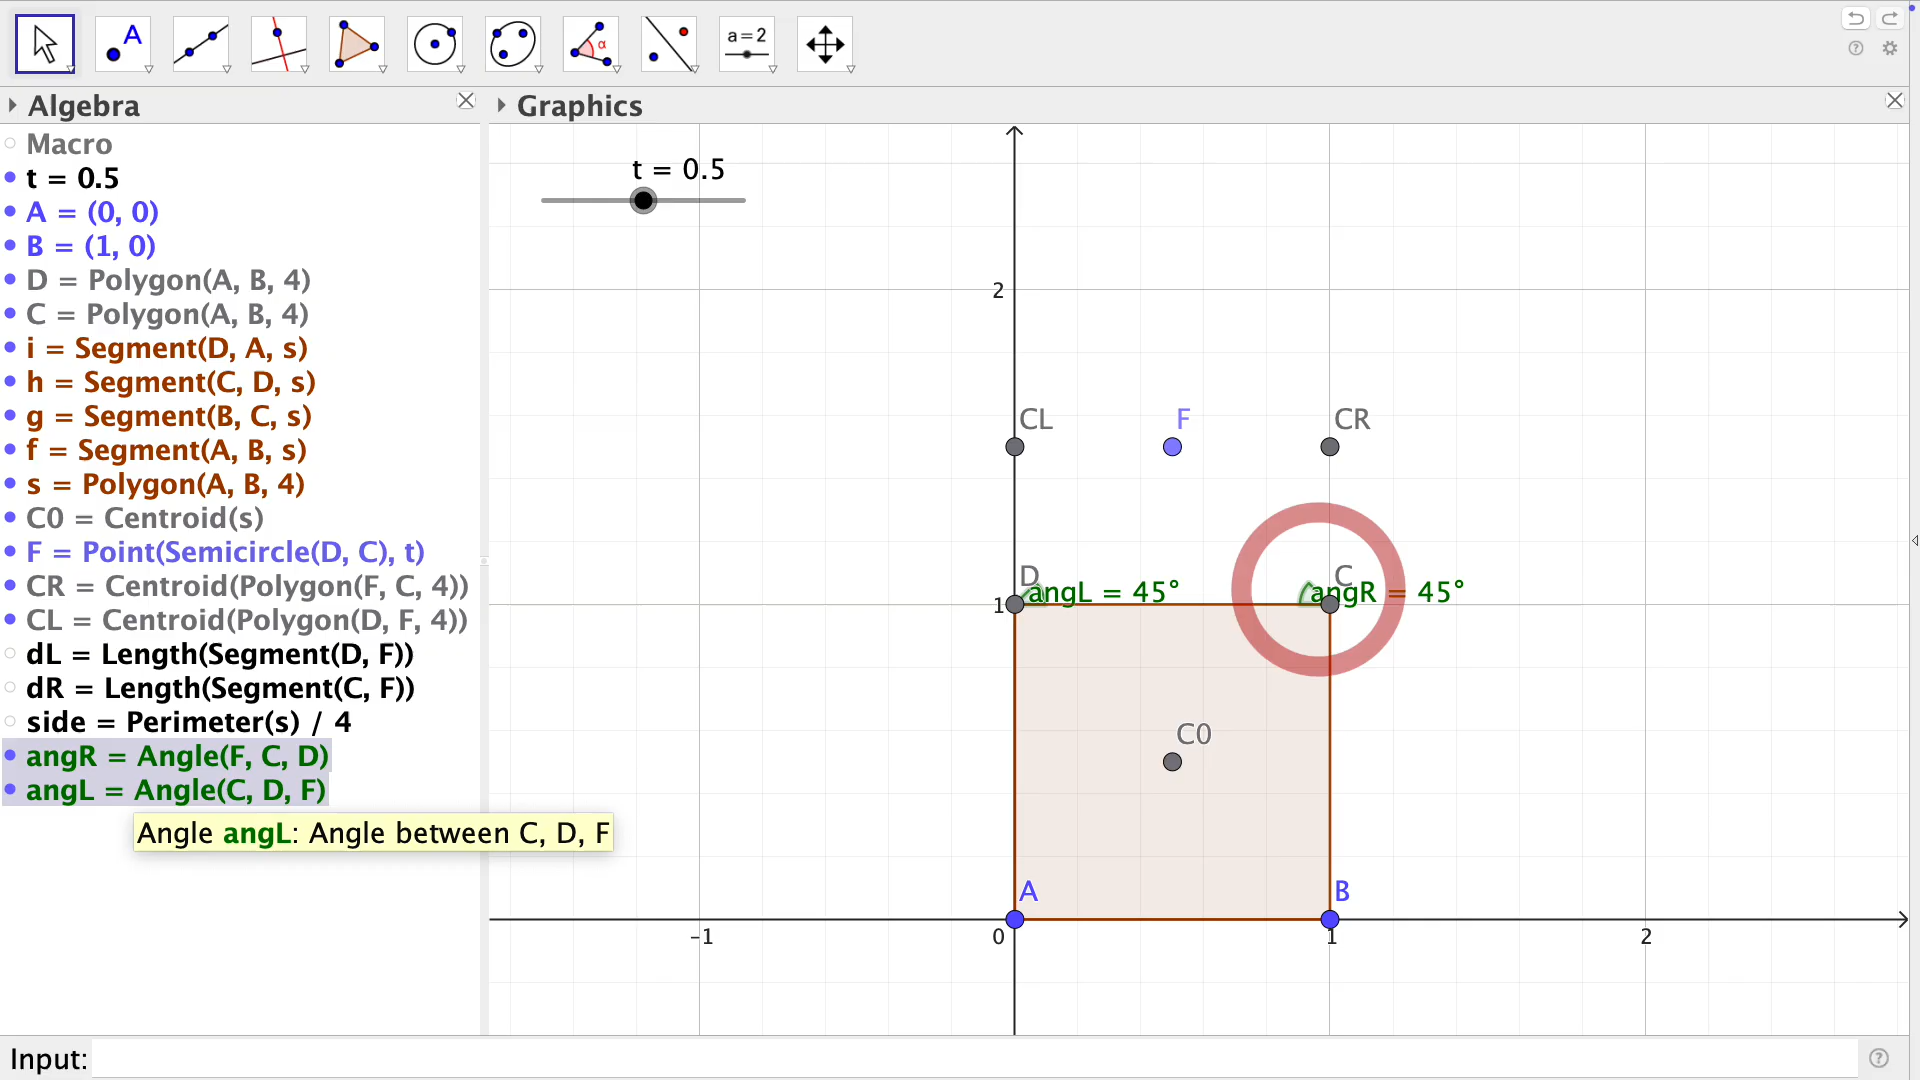 A
α
a=2
Algebra
Graphics
Macro
t = 0.5
A = (0, 0)
B = (1, 0)
D = Polygon(A, B, 4)
C = Polygon(A, B, 4)
i = Segment(D, A, s)
h = Segment(C, D, s)
g = Segment(B, C, s)
f = Segment(A, B, s)
s = Polygon(A, B, 4)
C0 = Centroid(s)
F = Point(Semicircle(D, C), t)
CR = Centroid(Polygon(F, C, 4))
CL = Centroid(Polygon(D, F, 4))
dL = Length(Segment(D, F))
dR = Length(Segment(C, F))
side = Perimeter(s) / 4
angR = Angle(F, C, D)
angL = Angle(C, D, F)
Angle angL: Angle between C, D, F
t = 0.5
2
CL
F
CR
D
C
angL = 45°
angR = 45°
1
C0
A
B
-1
0
1
2
Input: